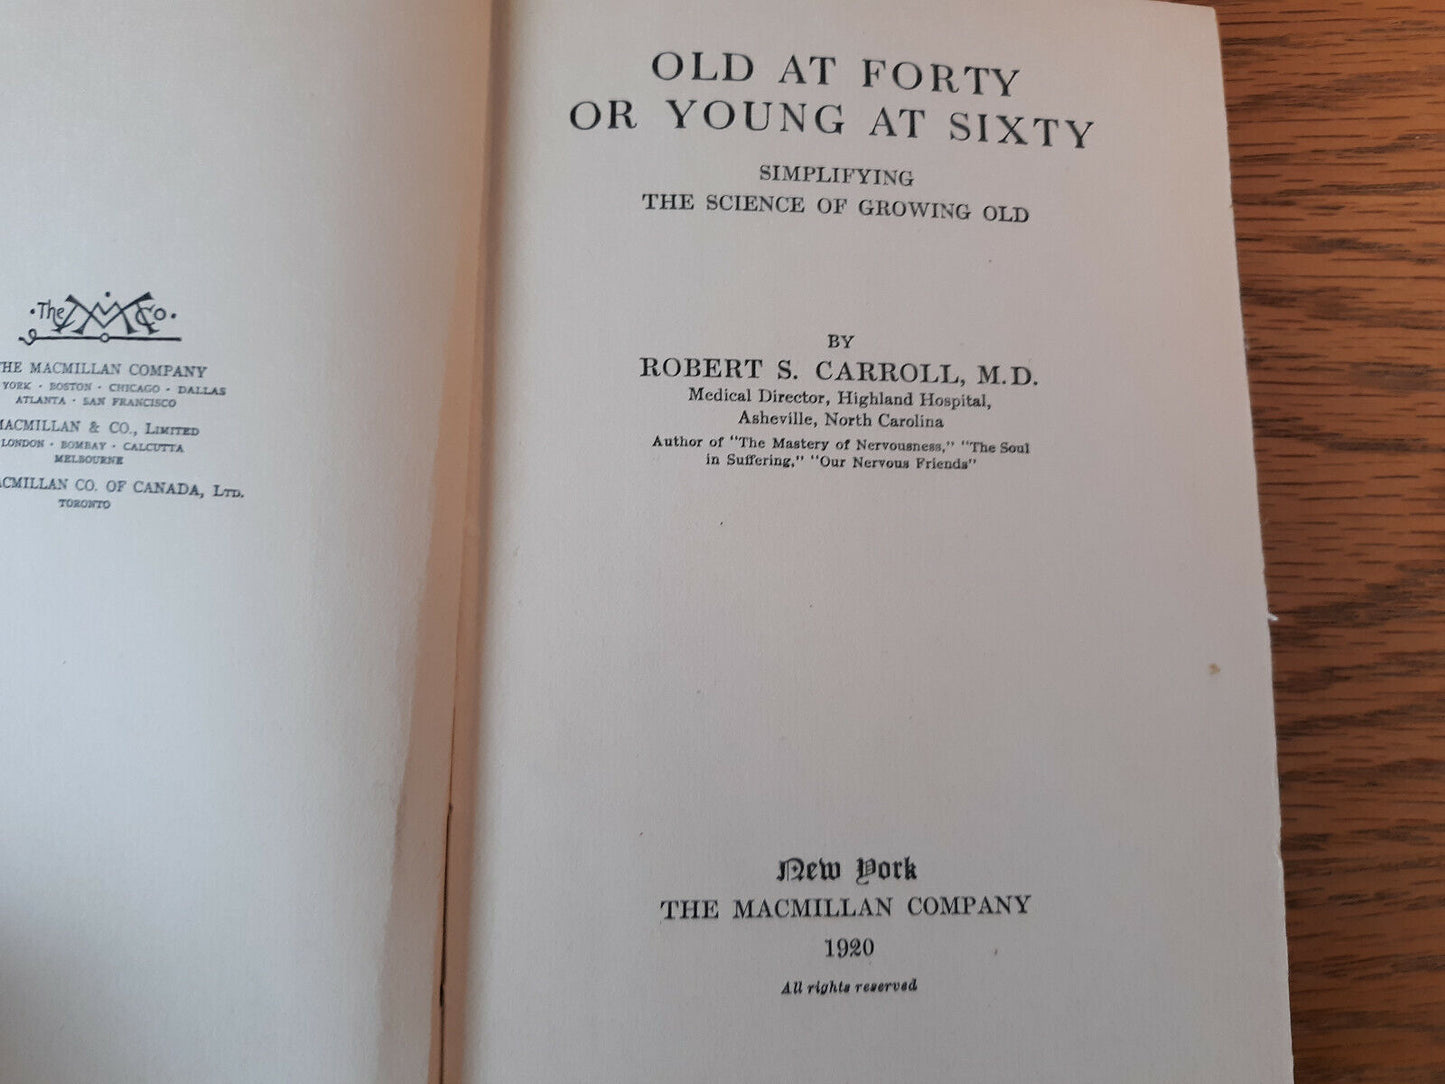 ·The MCo·
THE MACMILLAN COMPANY
YORK · BOSTON · CHICAGO · DALLAS
ATLANTA · SAN FRANCISCO
MACMILLAN & CO., LIMITED
LONDON · BOMBAY · CALCUTTA
MELBOURNE
ACMILLAN CO. OF CANADA, LTD.
TORONTO
OLD AT FORTY
OR YOUNG AT SIXTY
SIMPLIFYING
THE SCIENCE OF GROWING OLD
BY
ROBERT S. CARROLL, M.D.
Medical Director, Highland Hospital,
Asheville, North Carolina
Author of "The Mastery of Nervousness," "The Soul
in Suffering," "Our Nervous Friends"
New York
THE MACMILLAN COMPANY
1920
All rights reserved